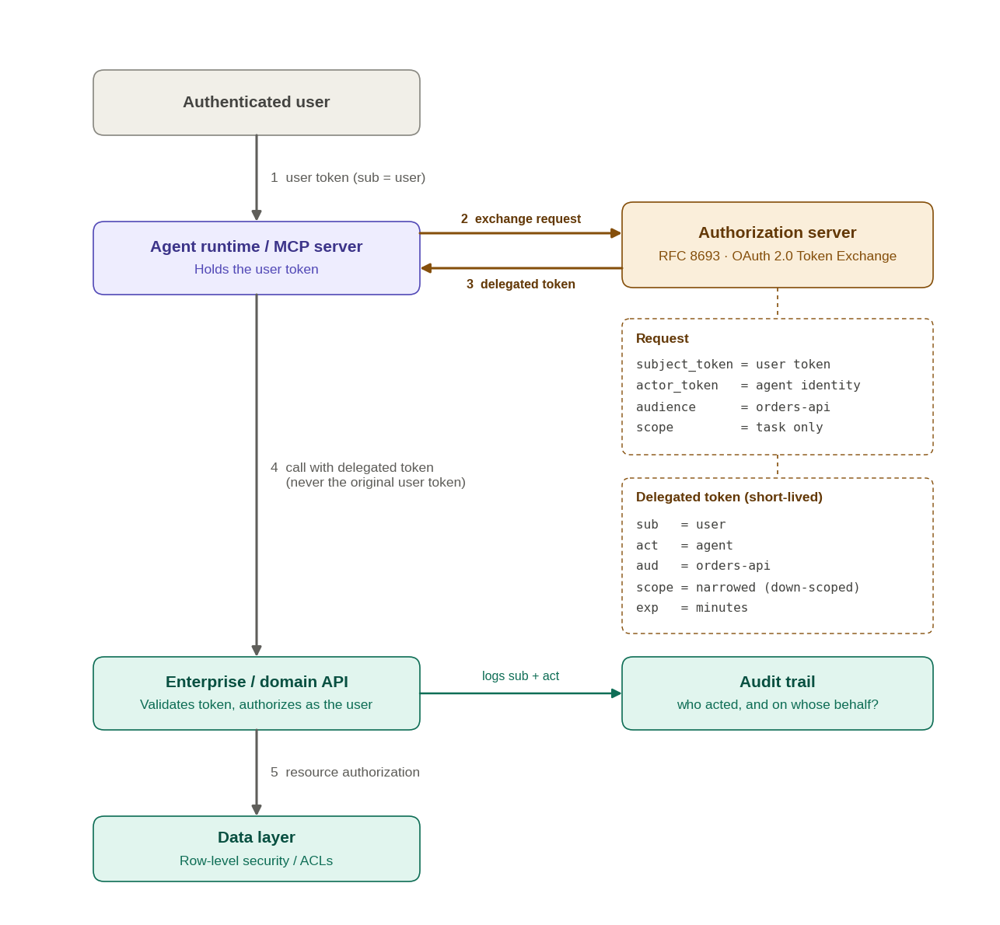 Authenticated user
1  user token (sub = user)
Agent runtime / MCP server
Holds the user token
2  exchange request
3  delegated token
Authorization server
RFC 8693 · OAuth 2.0 Token Exchange
Request
subject_token = user token
actor_token   = agent identity
audience      = orders-api
scope         = task only
4  call with delegated token
(never the original user token)
Delegated token (short-lived)
sub   = user
act   = agent
aud   = orders-api
scope = narrowed (down-scoped)
exp   = minutes
Enterprise / domain API
Validates token, authorizes as the user
logs sub + act
Audit trail
who acted, and on whose behalf?
5  resource authorization
Data layer
Row-level security / ACLs